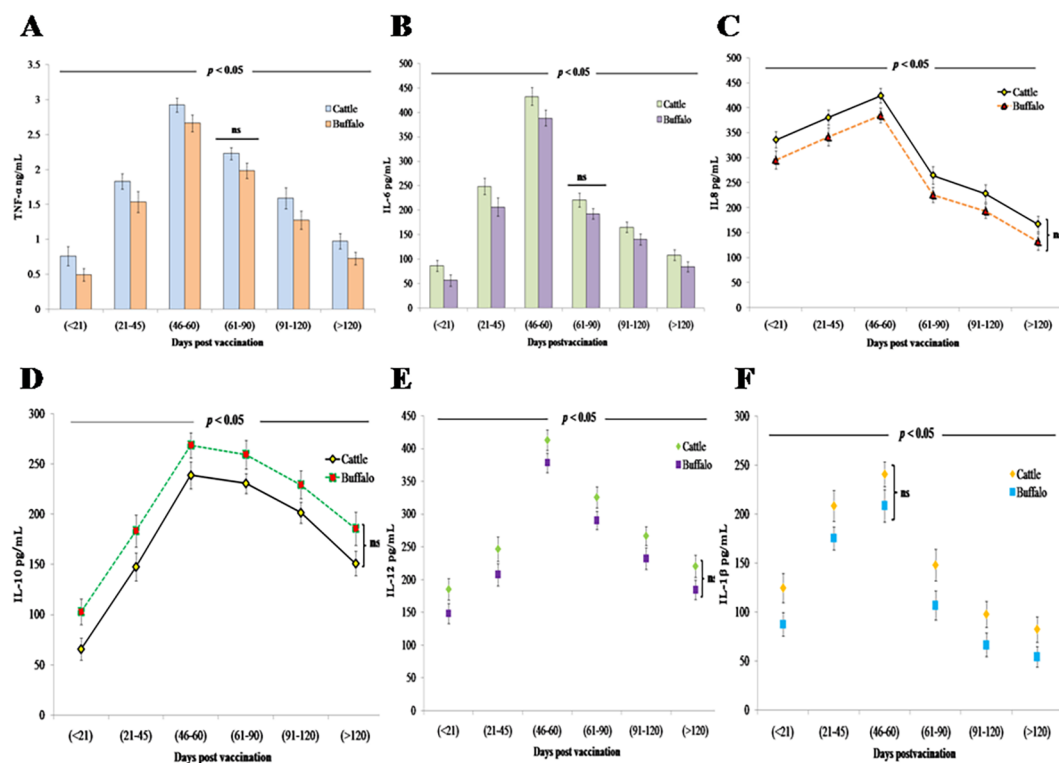 A
p < 0.05
3.5
3
2.5
2
1.5
1
0.5
0
TNF-α ng/mL
Cattle
Buffalo
ns
(<21) (21-45) (46-60) (61-90) (91-120) (>120)
Days post vaccination
B
p < 0.05
500
450
400
350
300
250
200
150
100
50
0
IL-6 pg/mL
Cattle
Buffalo
ns
(<21) (21-45) (46-60) (61-90) (91-120) (>120)
Days postvaccination
C
p < 0.05
500
450
400
350
300
250
200
150
100
50
0
IL8 pg/mL
Cattle
Buffalo
(<21) (21-45) (46-60) (61-90) (91-120) (>120)
Days post vaccination
D
p < 0.05
300
250
200
150
100
50
0
IL-10 pg/mL
Cattle
Buffalo
ns
(<21) (21-45) (46-60) (61-90) (91-120) (>120)
Days post vaccination
E
p < 0.05
450
400
350
300
250
200
150
100
50
0
IL-12 pg/mL
Cattle
Buffalo
(<21) (21-45) (46-60) (61-90) (91-120) (>120)
Days post vaccination
F
p < 0.05
300
250
200
150
100
50
0
IL-1β pg/mL
Cattle
Buffalo
ns
(<21) (21-45) (46-60) (61-90) (91-120) (>120)
Days postvaccination